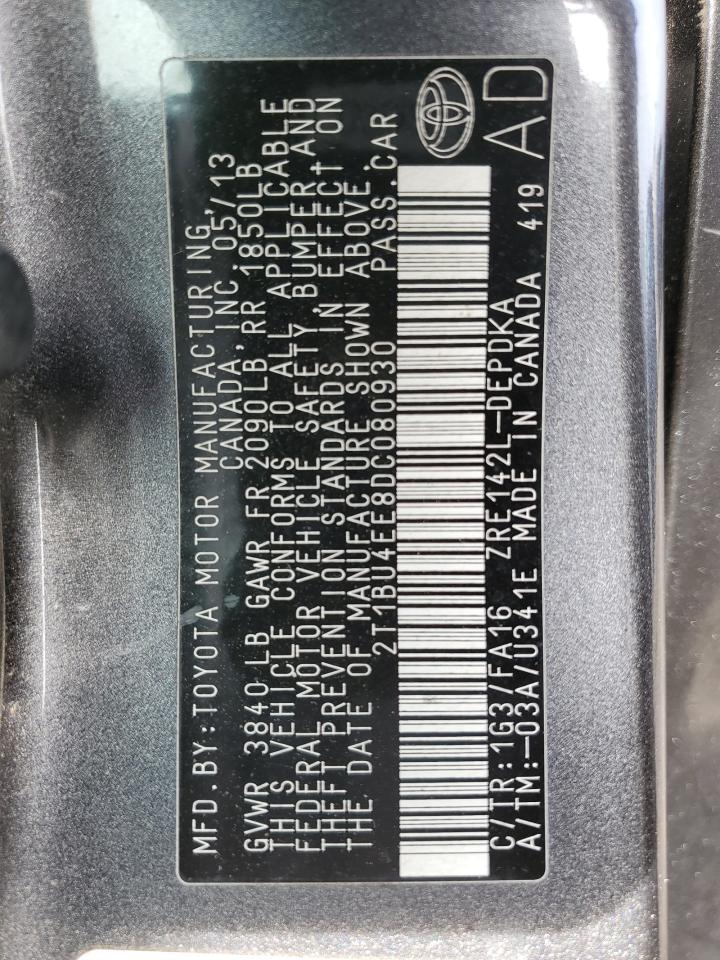 MFD.BY:TOYOTA MOTOR MANUFACTURING,
CANADA INC. 05/13
GVWR 3840LB GAWR FR 2090LB,RR 1850LB
THIS VEHICLE CONFORMS TO ALL APPLICABLE
FEDERAL MOTOR VEHICLE SAFETY, BUMPER, AND
THEFT PREVENTION STANDARDS IN EFFECT ON
THE DATE OF MANUFACTURE SHOWN ABOVE.
2T1BU4EE8DC080930 PASS.CAR
C/TR:1G3/FA16 ZRE142L-DEPDKA
A/TM:-03A/U341E MADE IN CANADA 419
AD